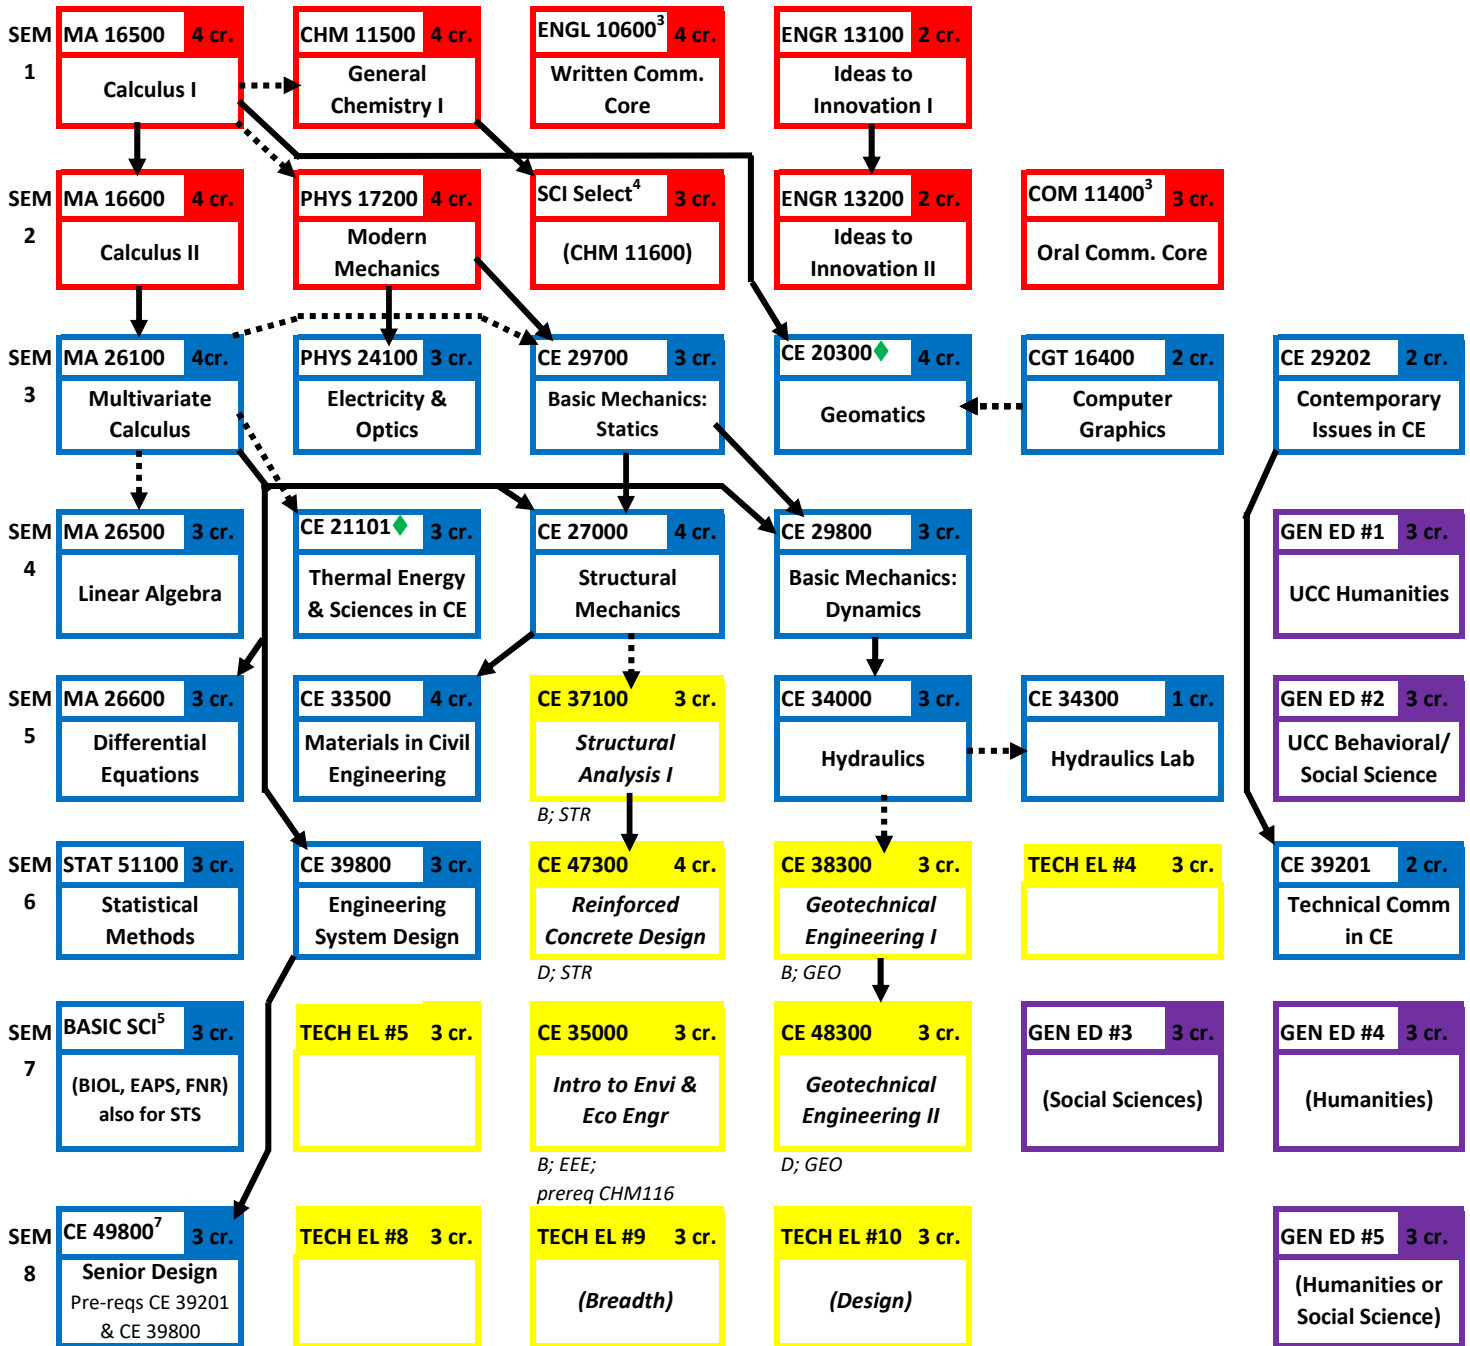 SEM 1
MA 16500 4 cr.
Calculus I
CHM 11500 4 cr.
General
Chemistry I
ENGL 10600³ 4 cr.
Written Comm.
Core
ENGR 13100 2 cr.
Ideas to
Innovation I
SEM 2
MA 16600 4 cr.
Calculus II
PHYS 17200 4 cr.
Modern
Mechanics
SCI Select⁴ 3 cr.
(CHM 11600)
ENGR 13200 2 cr.
Ideas to
Innovation II
COM 11400³ 3 cr.
Oral Comm. Core
SEM 3
MA 26100 4cr.
Multivariate
Calculus
PHYS 24100 3 cr.
Electricity &
Optics
CE 29700 3 cr.
Basic Mechanics:
Statics
CE 20300♦ 4 cr.
Geomatics
CGT 16400 2 cr.
Computer
Graphics
CE 29202 2 cr.
Contemporary
Issues in CE
SEM 4
MA 26500 3 cr.
Linear Algebra
CE 21101♦ 3 cr.
Thermal Energy
& Sciences in CE
CE 27000 4 cr.
Structural
Mechanics
CE 29800 3 cr.
Basic Mechanics:
Dynamics
GEN ED #1 3 cr.
UCC Humanities
SEM 5
MA 26600 3 cr.
Differential
Equations
CE 33500 4 cr.
Materials in Civil
Engineering
CE 37100 3 cr.
Structural
Analysis I
B; STR
CE 34000 3 cr.
Hydraulics
CE 34300 1 cr.
Hydraulics Lab
GEN ED #2 3 cr.
UCC Behavioral/
Social Science
SEM 6
STAT 51100 3 cr.
Statistical
Methods
CE 39800 3 cr.
Engineering
System Design
CE 47300 4 cr.
Reinforced
Concrete Design
D; STR
CE 38300 3 cr.
Geotechnical
Engineering I
B; GEO
TECH EL #4 3 cr.
CE 39201 2 cr.
Technical Comm
in CE
SEM 7
BASIC SCI⁵ 3 cr.
(BIOL, EAPS, FNR)
also for STS
TECH EL #5 3 cr.
CE 35000 3 cr.
Intro to Envi &
Eco Engr
B; EEE;
prereq CHM116
CE 48300 3 cr.
Geotechnical
Engineering II
D; GEO
GEN ED #3 3 cr.
(Social Sciences)
GEN ED #4 3 cr.
(Humanities)
SEM 8
CE 49800⁷ 3 cr.
Senior Design
Pre-reqs CE 39201
& CE 39800
TECH EL #8 3 cr.
TECH EL #9 3 cr.
(Breadth)
TECH EL #10 3 cr.
(Design)
GEN ED #5 3 cr.
(Humanities or
Social Science)